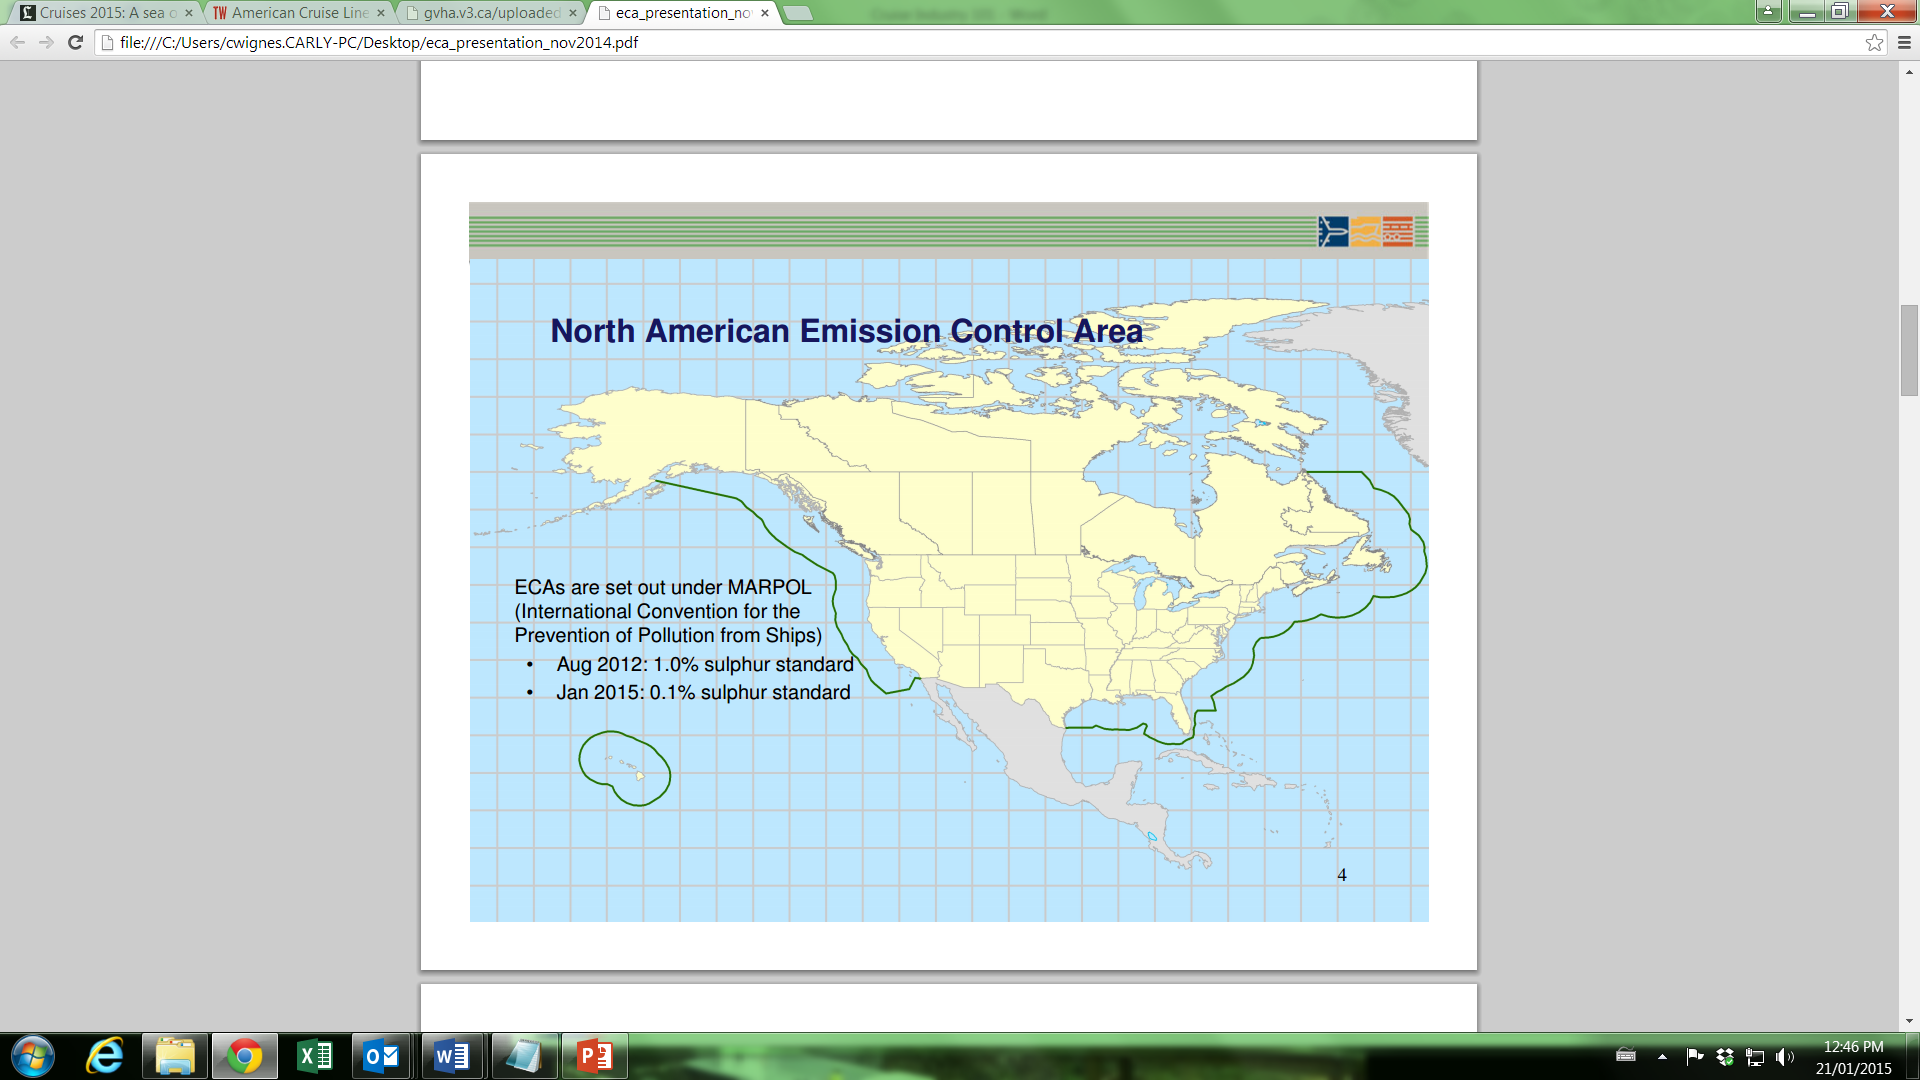 Cruises 2015: A sea o
TW American Cruise Line
gvha.v3.ca/uploaded
eca_presentation_no
file:///C:/Users/cwignes.CARLY-PC/Desktop/eca_presentation_nov2014.pdf
North American Emission Control Area
ECAs are set out under MARPOL
(International Convention for the
Prevention of Pollution from Ships)
• Aug 2012: 1.0% sulphur standard
• Jan 2015: 0.1% sulphur standard
4
12:46 PM
21/01/2015